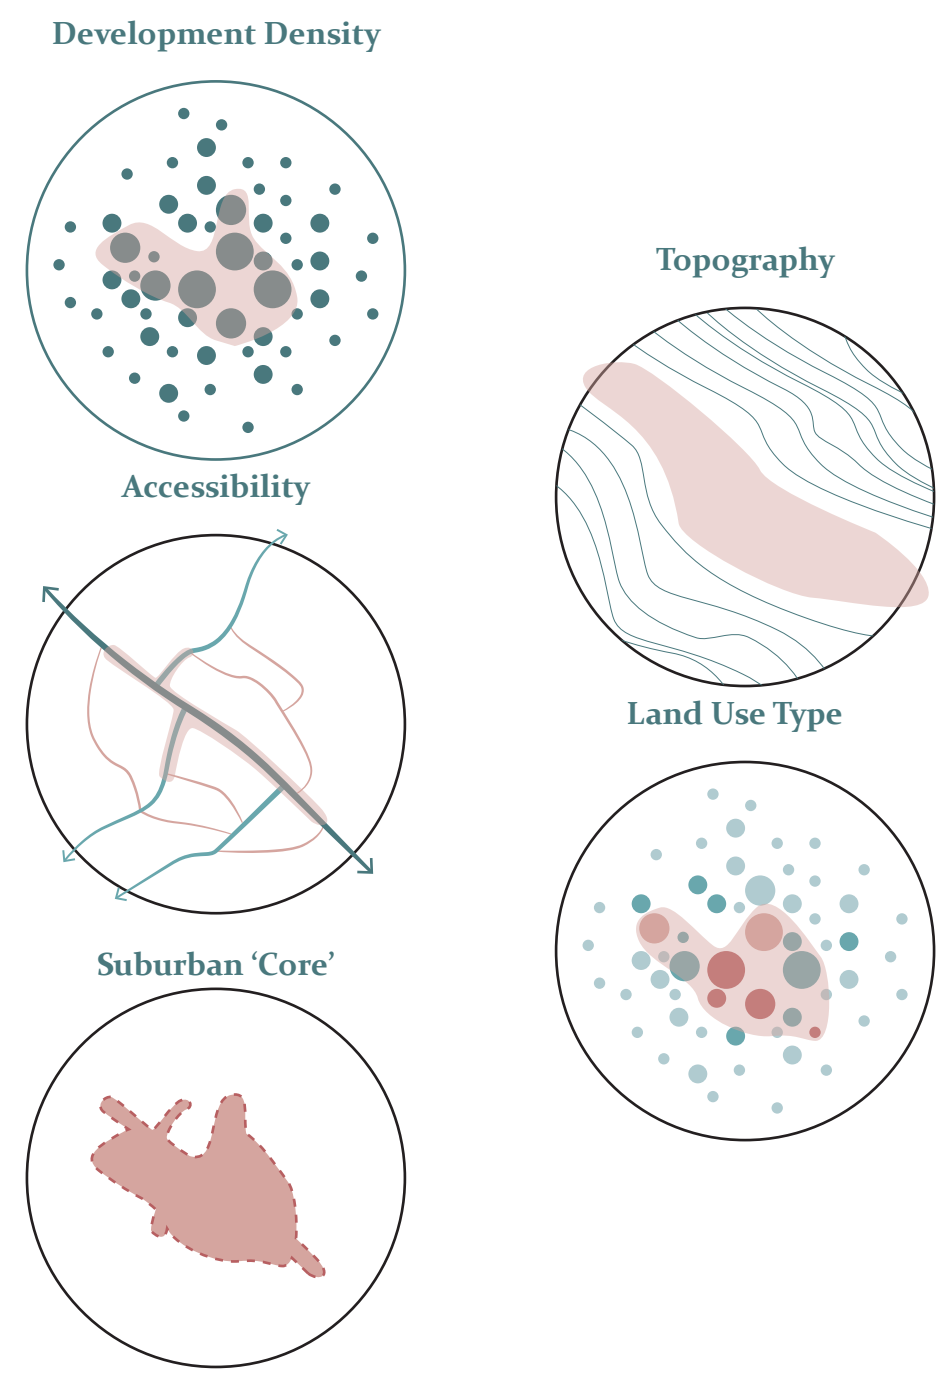 Development Density
Topography
Accessibility
Land Use Type
Suburban ‘Core’